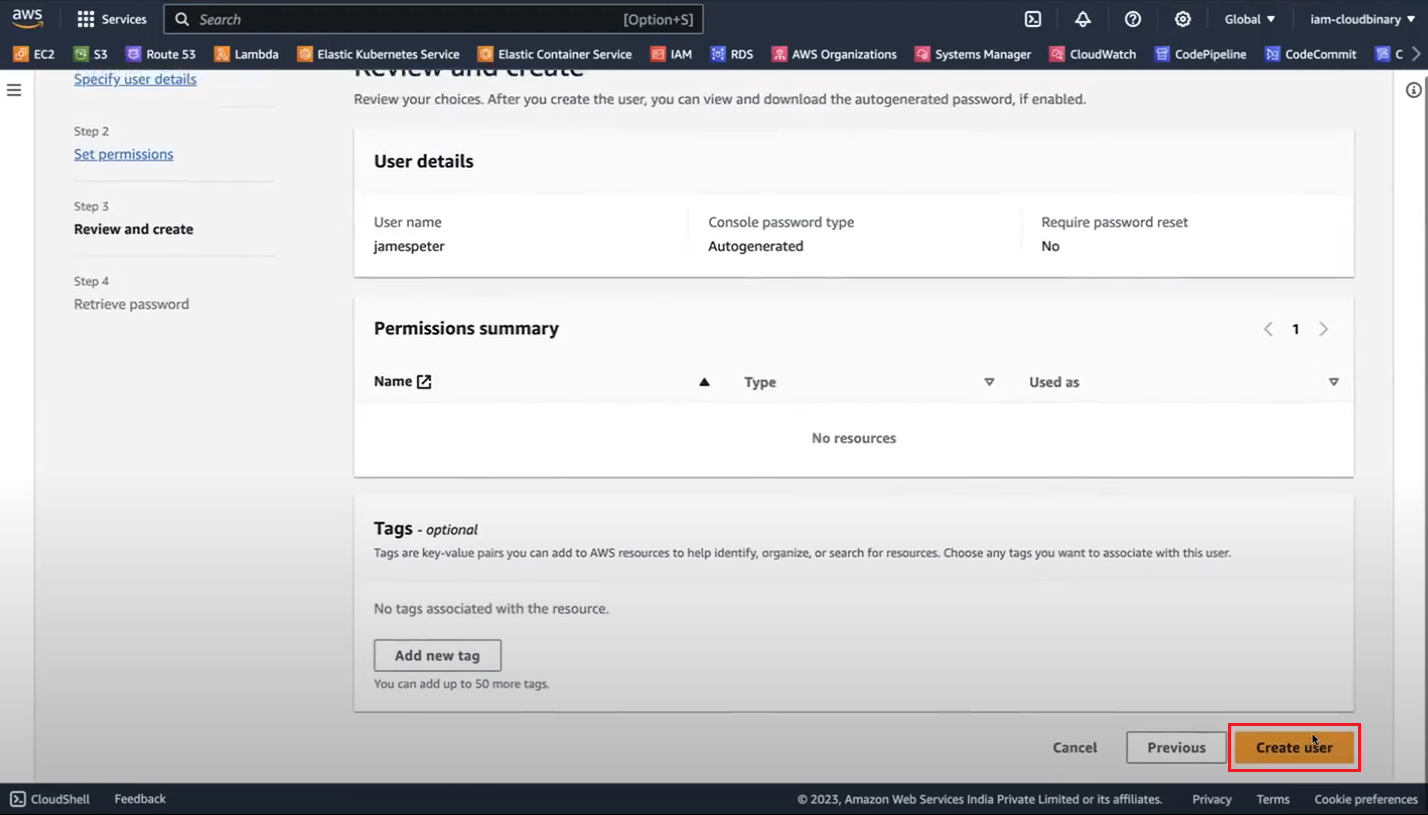 aws
Services
Search
[Option+S]
Global ▼
iam-cloudbinary ▼
EC2
S3
Route 53
Lambda
Elastic Kubernetes Service
Elastic Container Service
IAM
RDS
AWS Organizations
Systems Manager
CloudWatch
CodePipeline
CodeCommit
C
Specify user details
Step 2
Set permissions
Step 3
Review and create
Step 4
Retrieve password
Review and create
Review your choices. After you create the user, you can view and download the autogenerated password, if enabled.
User details
User name
jamespeter
Console password type
Autogenerated
Require password reset
No
Permissions summary
1
Name
Type
Used as
No resources
Tags - optional
Tags are key-value pairs you can add to AWS resources to help identify, organize, or search for resources. Choose any tags you want to associate with this user.
No tags associated with the resource.
Add new tag
You can add up to 50 more tags.
Cancel
Previous
Create user
CloudShell
Feedback
© 2023, Amazon Web Services India Private Limited or its affiliates.
Privacy
Terms
Cookie preferences